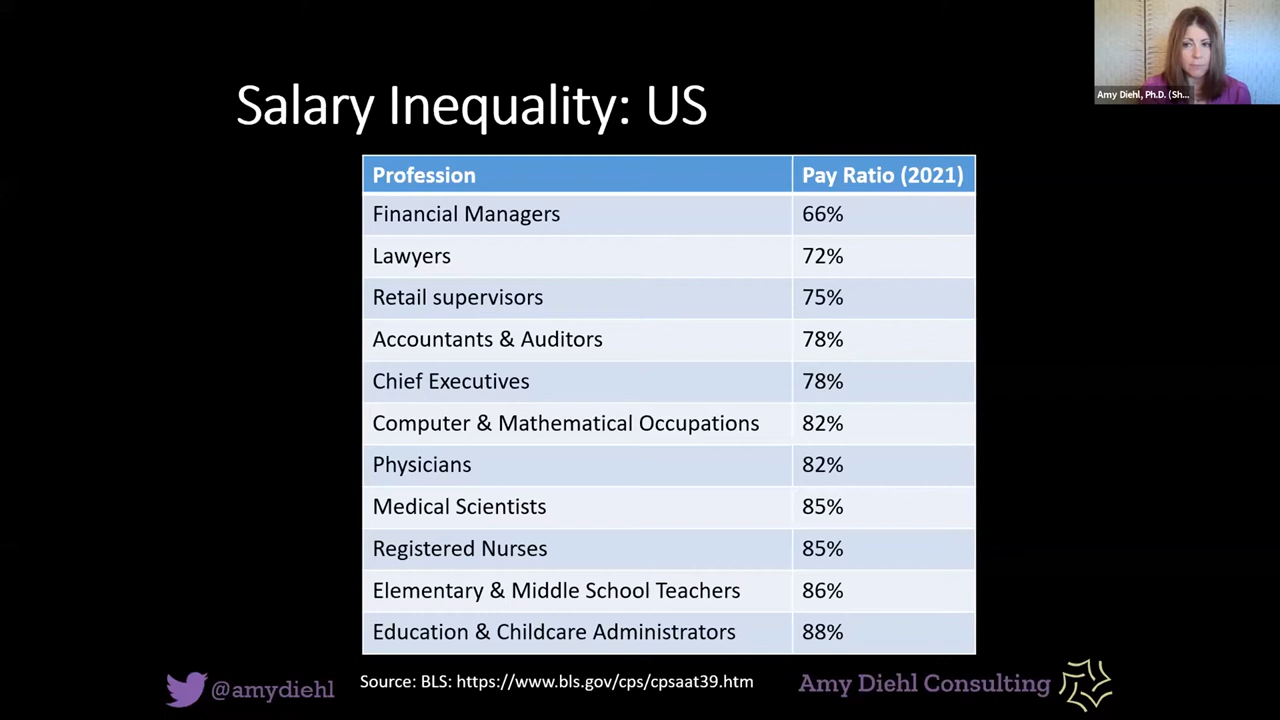 Amy Diehl, Ph.D. (Sh...
Salary Inequality: US
Profession Pay Ratio (2021)
Financial Managers 66%
Lawyers 72%
Retail supervisors 75%
Accountants & Auditors 78%
Chief Executives 78%
Computer & Mathematical Occupations 82%
Physicians 82%
Medical Scientists 85%
Registered Nurses 85%
Elementary & Middle School Teachers 86%
Education & Childcare Administrators 88%
@amydiehl Source: BLS: https://www.bls.gov/cps/cpsaat39.htm Amy Diehl Consulting